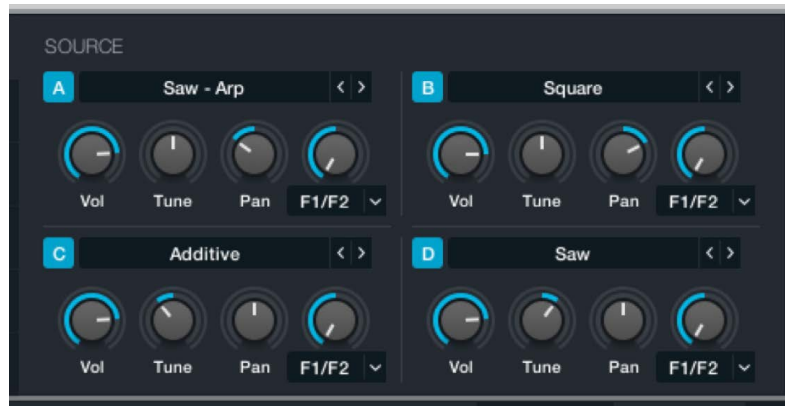 SOURCE
A Saw - Arp < >
Vol Tune Pan F1/F2
B Square < >
Vol Tune Pan F1/F2
C Additive < >
Vol Tune Pan F1/F2
D Saw < >
Vol Tune Pan F1/F2